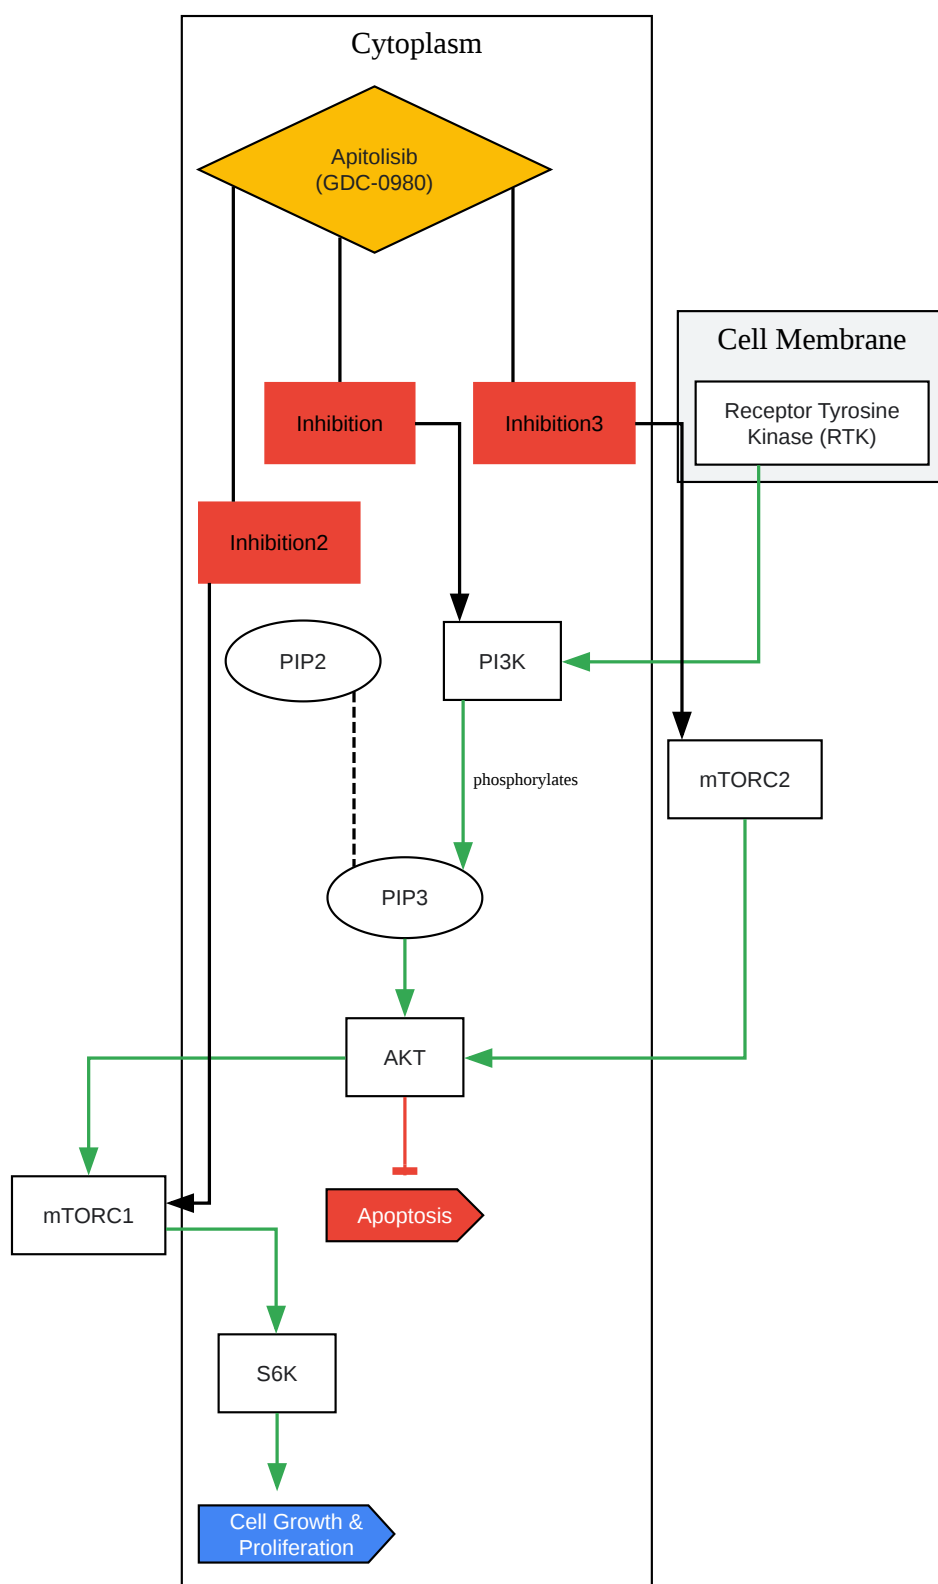 Cytoplasm
Apitolisib
(GDC-0980)
Cell Membrane
Receptor Tyrosine
Kinase (RTK)
Inhibition
Inhibition3
Inhibition2
PIP2
PI3K
phosphorylates
mTORC2
PIP3
AKT
mTORC1
Apoptosis
S6K
Cell Growth &
Proliferation